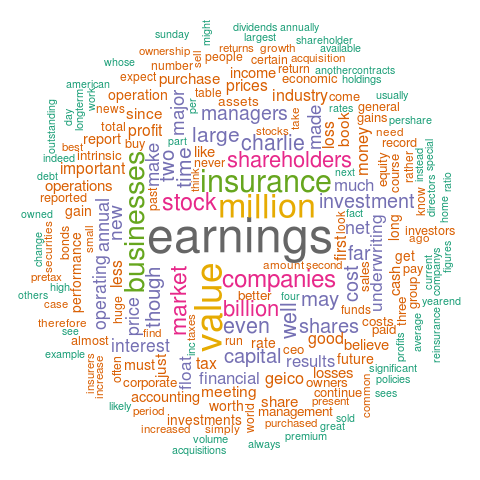 dividends annually
sunday
might
largest
shareholder
whose
ownership
sell
returns
growth
available
outstanding
american
number
people
certain
acquisition
anothercontracts
expect
income
return
economic
holdings
day
longterm
work
operation
purchase
prices
industry
come
usually
news
major
per
table
assets
made
loss
books
rates
general
pershare
total
since
managers
take
gains
need
best
report
profit
large
charlie
stocks
money
record
indeed
intrinsic
buy
two
time
part
like
shareholders
equity
course
rather
instead
special
debt
important
make
never
insurance
next
much
know
directors
operations
businesses
past
think
stock
million
investment
home
ratio
reported
annual
new
first
look
fact
net
long
owned
gain
earnings
underwriting
investors
change
securities
bonds
performance
operating
though
market
value
companies
amount
second
far
cost
ago
pretax
small
less
price
billion
better
four
may
sales
cash
get
current
companys
figures
high
huge
even
well
shares
funds
pay
group
yearend
others
case
therefore
find
inc
taxes
run
rate
ceo
good
costs
paid
three
average
reinsurance
see
almost
interest
just
float
tax
capital
results
believe
profits
example
insurers
increase
often
must
financial
geico
losses
future
significant
corporate
meeting
owners
continue
policies
likely
accounting
worth
share
management
present
common
sees
period
investments
world
purchased
sold
increased
simply
great
volume
premium
acquisitions
always